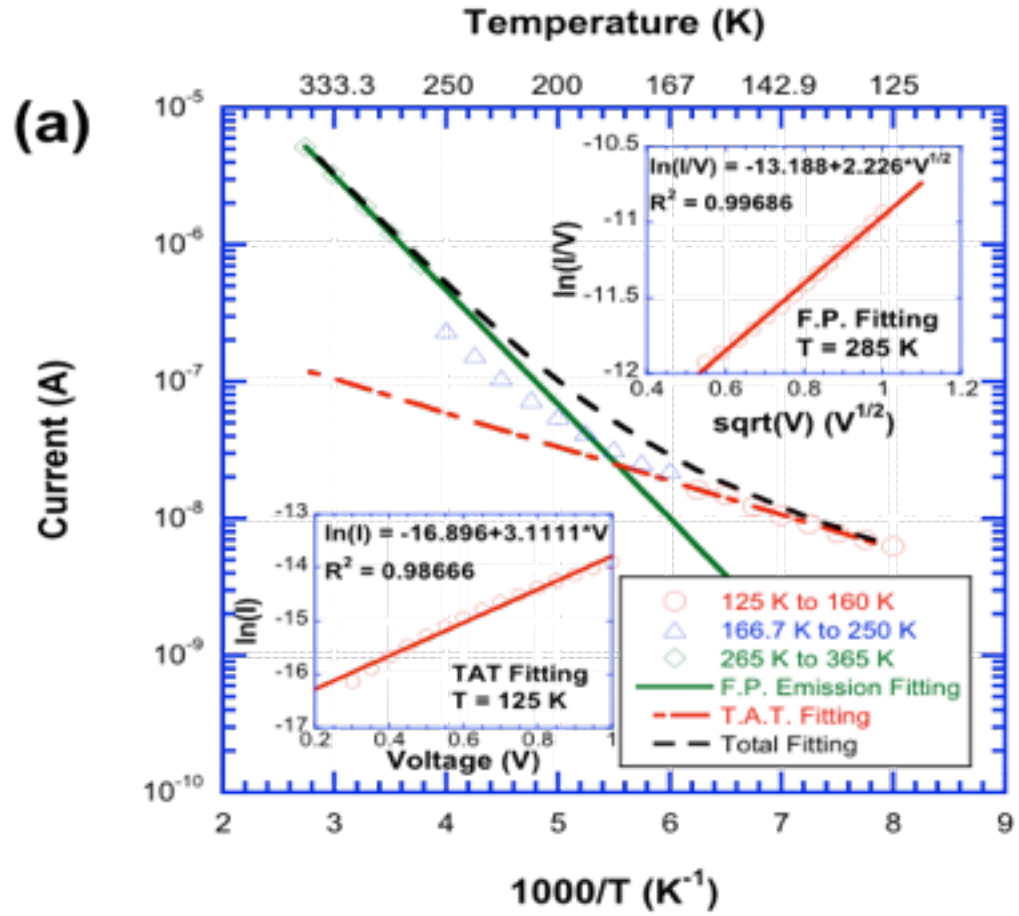 Temperature (K)
333.3 250 200 167 142.9 125
(a)
10⁻⁵
10⁻⁶
10⁻⁷
10⁻⁸
10⁻⁹
10⁻¹⁰
Current (A)
2 3 4 5 6 7 8 9
1000/T (K⁻¹)
ln(I/V) = -13.188+2.226*V^1/2
R² = 0.99686
F.P. Fitting
T = 285 K
-10.5
-11
-11.5
-12
ln(I/V)
0.4 0.6 0.8 1 1.2
sqrt(V) (V^1/2)
ln(I) = -16.896+3.1111*V
R² = 0.98666
TAT Fitting
T = 125 K
-13
-14
-15
-16
-17
ln(I)
0.2 0.4 0.6 0.8 1
Voltage (V)
125 K to 160 K
166.7 K to 250 K
265 K to 365 K
F.P. Emission Fitting
T.A.T. Fitting
Total Fitting